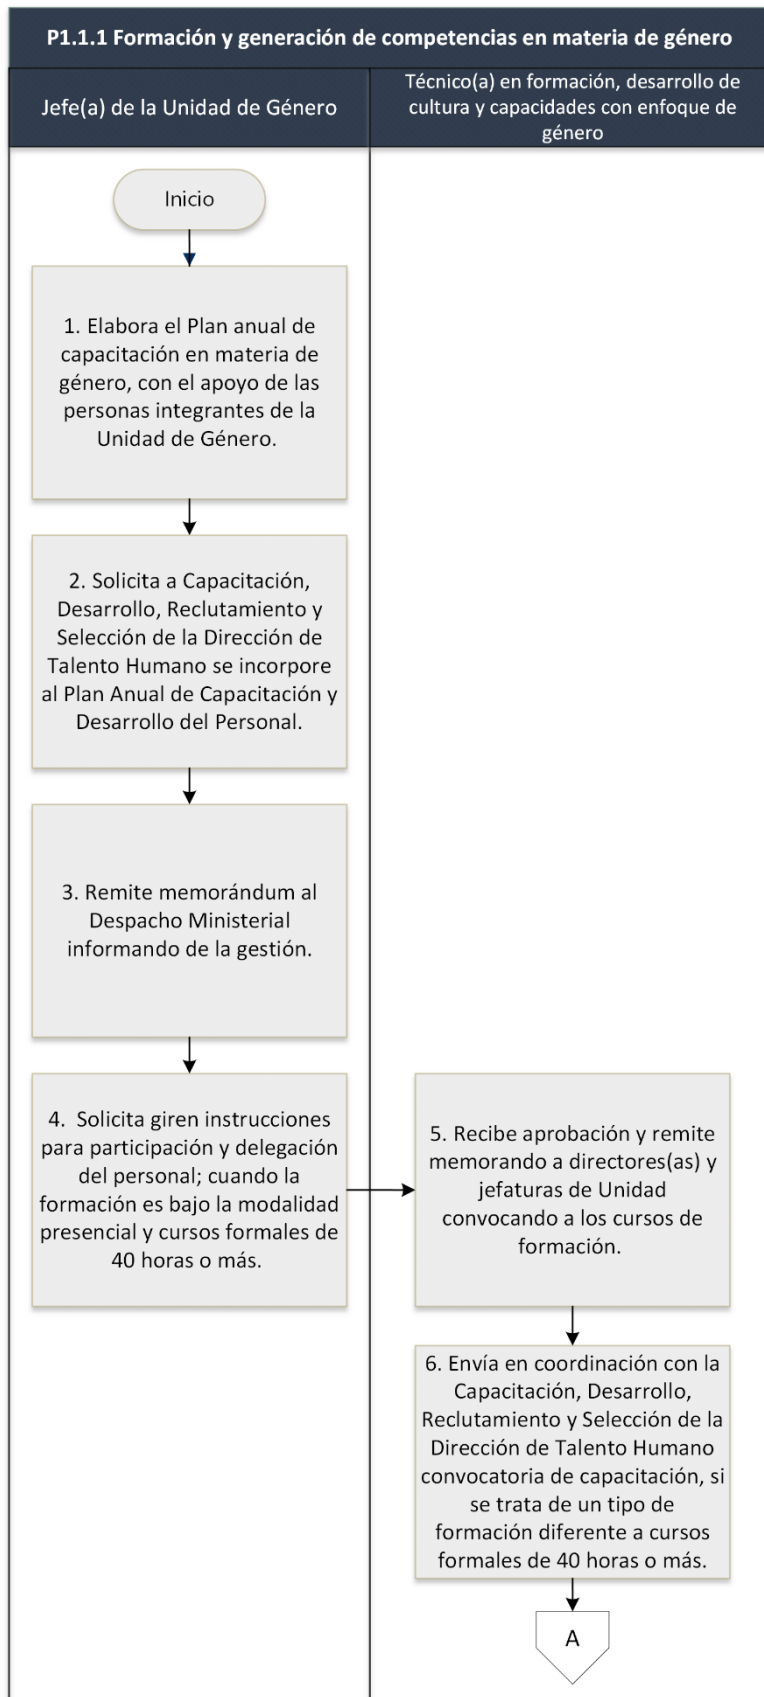 P1.1.1 Formación y generación de competencias en materia de género
Jefe(a) de la Unidad de Género
Técnico(a) en formación, desarrollo de
cultura y capacidades con enfoque de
género
Inicio
1. Elabora el Plan anual de
capacitación en materia de
género, con el apoyo de las
personas integrantes de la
Unidad de Género.
2. Solicita a Capacitación,
Desarrollo, Reclutamiento y
Selección de la Dirección de
Talento Humano se incorpore
al Plan Anual de Capacitación y
Desarrollo del Personal.
3. Remite memorándum al
Despacho Ministerial
informando de la gestión.
4. Solicita giren instrucciones
para participación y delegación
del personal; cuando la
formación es bajo la modalidad
presencial y cursos formales de
40 horas o más.
5. Recibe aprobación y remite
memorando a directores(as) y
jefaturas de Unidad
convocando a los cursos de
formación.
6. Envía en coordinación con la
Capacitación, Desarrollo,
Reclutamiento y Selección de la
Dirección de Talento Humano
convocatoria de capacitación, si
se trata de un tipo de
formación diferente a cursos
formales de 40 horas o más.
A